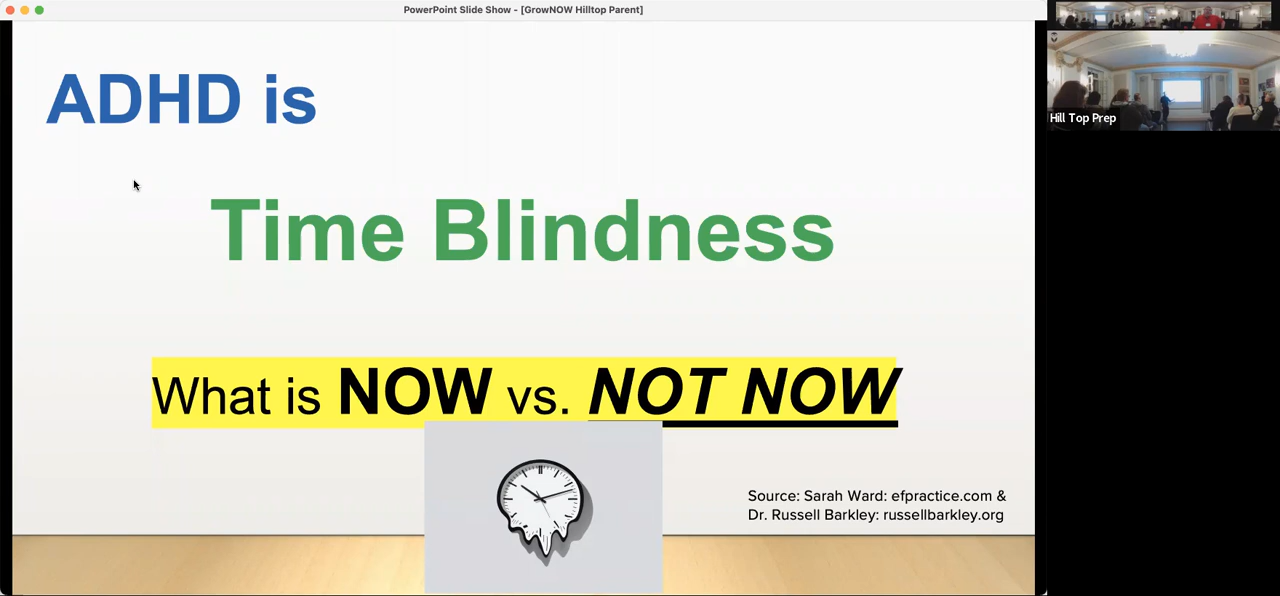 PowerPoint Slide Show - [GrowNOW Hilltop Parent]
ADHD is
Time Blindness
What is NOW vs. NOT NOW
Source: Sarah Ward: efpractice.com &
Dr. Russell Barkley: russellbarkley.org
Hill Top Prep